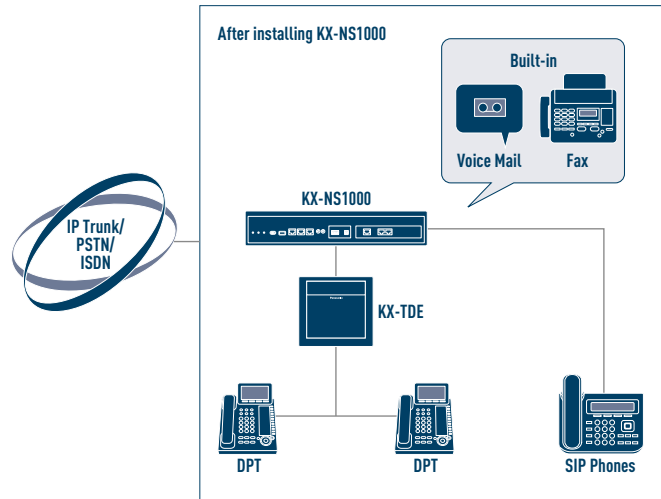 After installing KX-NS1000
Built-in
Voice Mail
Fax
KX-NS1000
IP Trunk/
PSTN/
ISDN
KX-TDE
DPT
DPT
SIP Phones